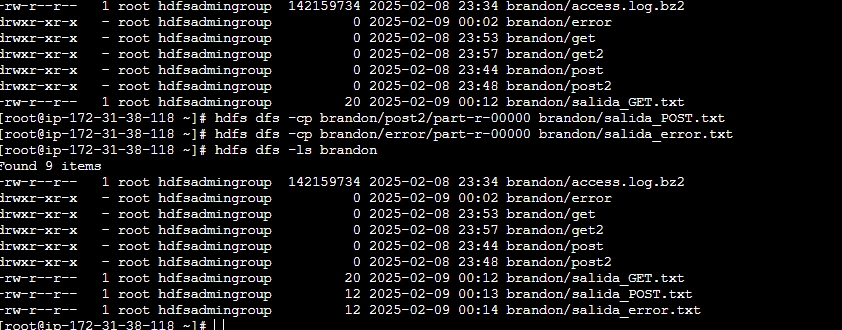 -rw-r--r--   1 root hdfsadmingroup  142159734 2025-02-08 23:34 brandon/access.log.bz2
drwxr-xr-x   - root hdfsadmingroup          0 2025-02-09 00:02 brandon/error
drwxr-xr-x   - root hdfsadmingroup          0 2025-02-08 23:53 brandon/get
drwxr-xr-x   - root hdfsadmingroup          0 2025-02-08 23:57 brandon/get2
drwxr-xr-x   - root hdfsadmingroup          0 2025-02-08 23:44 brandon/post
drwxr-xr-x   - root hdfsadmingroup          0 2025-02-08 23:48 brandon/post2
-rw-r--r--   1 root hdfsadmingroup         20 2025-02-09 00:12 brandon/salida_GET.txt
[root@ip-172-31-38-118 ~]# hdfs dfs -cp brandon/post2/part-r-00000 brandon/salida_POST.txt
[root@ip-172-31-38-118 ~]# hdfs dfs -cp brandon/error/part-r-00000 brandon/salida_error.txt
[root@ip-172-31-38-118 ~]# hdfs dfs -ls brandon
Found 9 items
-rw-r--r--   1 root hdfsadmingroup  142159734 2025-02-08 23:34 brandon/access.log.bz2
drwxr-xr-x   - root hdfsadmingroup          0 2025-02-09 00:02 brandon/error
drwxr-xr-x   - root hdfsadmingroup          0 2025-02-08 23:53 brandon/get
drwxr-xr-x   - root hdfsadmingroup          0 2025-02-08 23:57 brandon/get2
drwxr-xr-x   - root hdfsadmingroup          0 2025-02-08 23:44 brandon/post
drwxr-xr-x   - root hdfsadmingroup          0 2025-02-08 23:48 brandon/post2
-rw-r--r--   1 root hdfsadmingroup         20 2025-02-09 00:12 brandon/salida_GET.txt
-rw-r--r--   1 root hdfsadmingroup         12 2025-02-09 00:13 brandon/salida_POST.txt
-rw-r--r--   1 root hdfsadmingroup         12 2025-02-09 00:14 brandon/salida_error.txt
[root@ip-172-31-38-118 ~]#